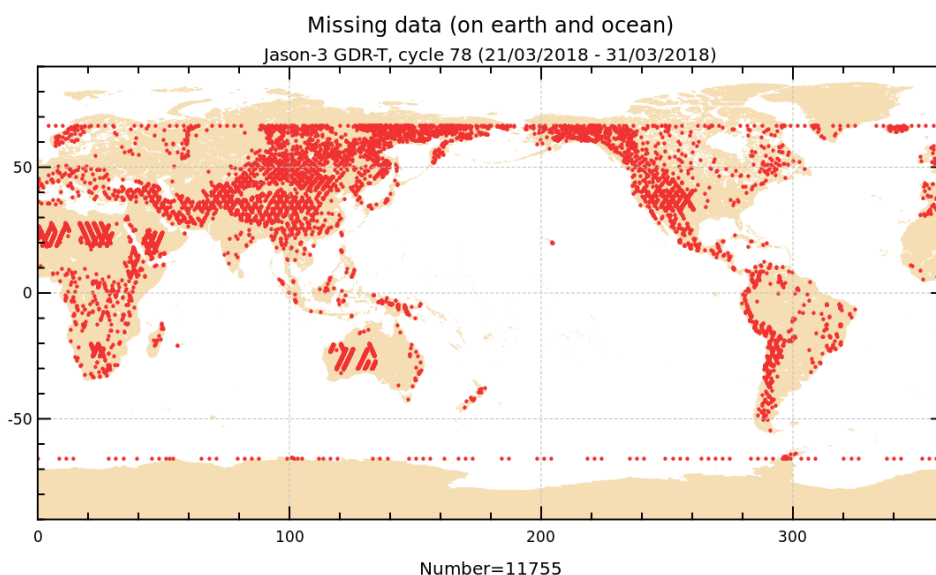 Missing data (on earth and ocean)
Jason-3 GDR-T, cycle 78 (21/03/2018 - 31/03/2018)
50
0
-50
0 100 200 300
Number=11755